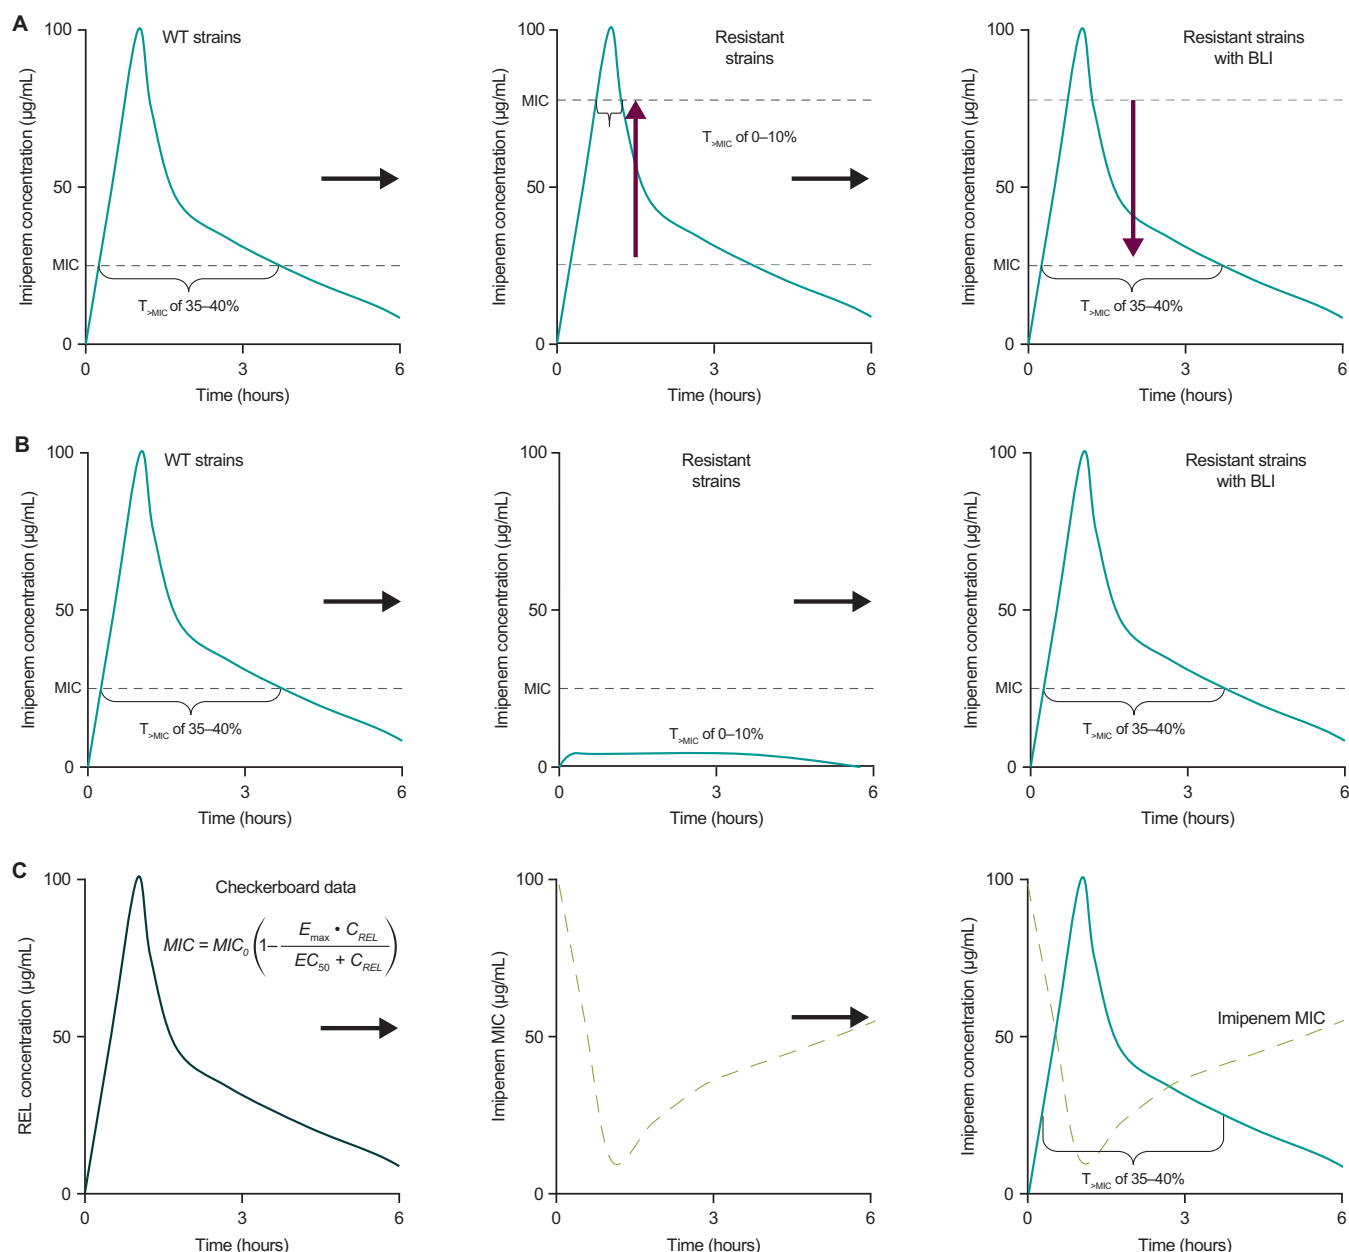 A
WT strains
Imipenem concentration (µg/mL)
100
50
MIC
0
T>MIC of 35–40%
0 3 6
Time (hours)
Resistant
strains
Imipenem concentration (µg/mL)
100
MIC
50
0
T>MIC of 0–10%
0 3 6
Time (hours)
Resistant strains
with BLI
Imipenem concentration (µg/mL)
100
50
MIC
0
T>MIC of 35–40%
0 3 6
Time (hours)
B
WT strains
Imipenem concentration (µg/mL)
100
50
MIC
0
T>MIC of 35–40%
0 3 6
Time (hours)
Resistant
strains
Imipenem concentration (µg/mL)
100
50
MIC
0
T>MIC of 0–10%
0 3 6
Time (hours)
Resistant strains
with BLI
Imipenem concentration (µg/mL)
100
50
MIC
0
T>MIC of 35–40%
0 3 6
Time (hours)
C
Checkerboard data
MIC = MIC0 (1– Emax • CREL / EC50 + CREL)
REL concentration (µg/mL)
100
50
0
0 3 6
Time (hours)
Imipenem MIC (µg/mL)
100
50
0
0 3 6
Time (hours)
Imipenem concentration (µg/mL)
100
50
0
Imipenem MIC
T>MIC of 35–40%
0 3 6
Time (hours)